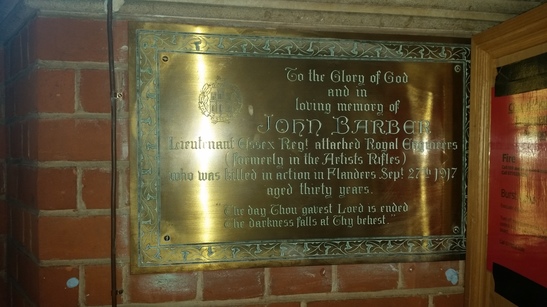 To the Glory of God
and in
loving memory of
JOHN BARBER
Lieutenant Essex Regt attached Royal Engineers
(formerly in the Artists Rifles)
who was killed in action in Flanders Sept 27th 1917
aged thirty years.
The day Thou gavest Lord is ended
The darkness falls at Thy behest.
Fire